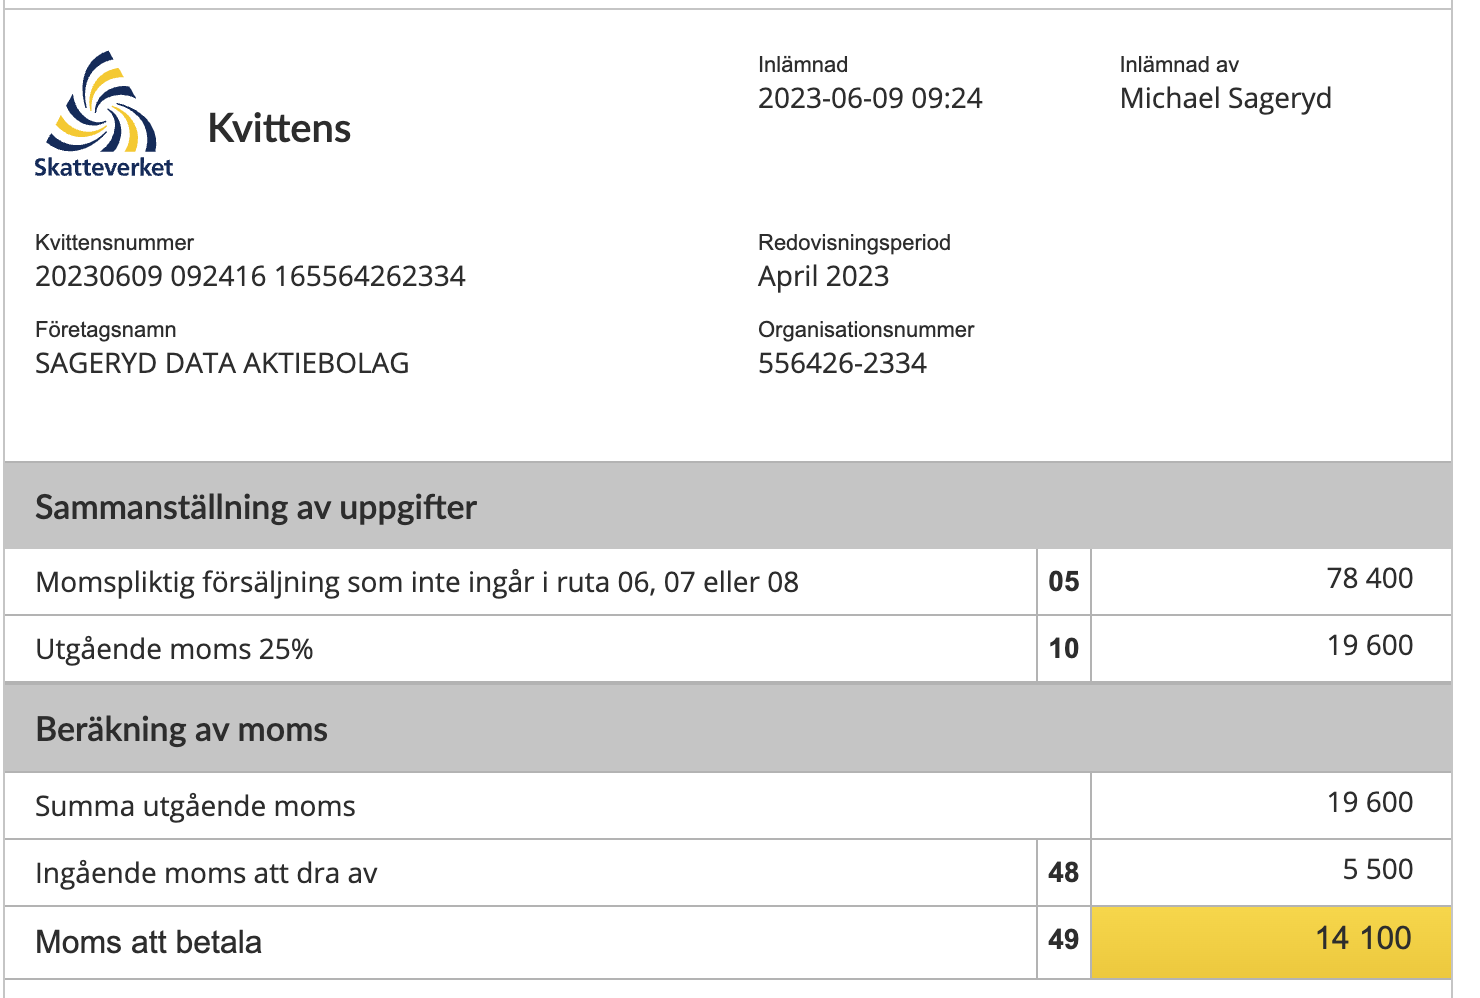 Skatteverket
Kvittens
Inlämnad
2023-06-09 09:24
Inlämnad av
Michael Sageryd
Kvittensnummer
20230609 092416 165564262334
Redovisningsperiod
April 2023
Företagsnamn
SAGERYD DATA AKTIEBOLAG
Organisationsnummer
556426-2334
Sammanställning av uppgifter
Momspliktig försäljning som inte ingår i ruta 06, 07 eller 08 05 78 400
Utgående moms 25% 10 19 600
Beräkning av moms
Summa utgående moms 19 600
Ingående moms att dra av 48 5 500
Moms att betala 49 14 100